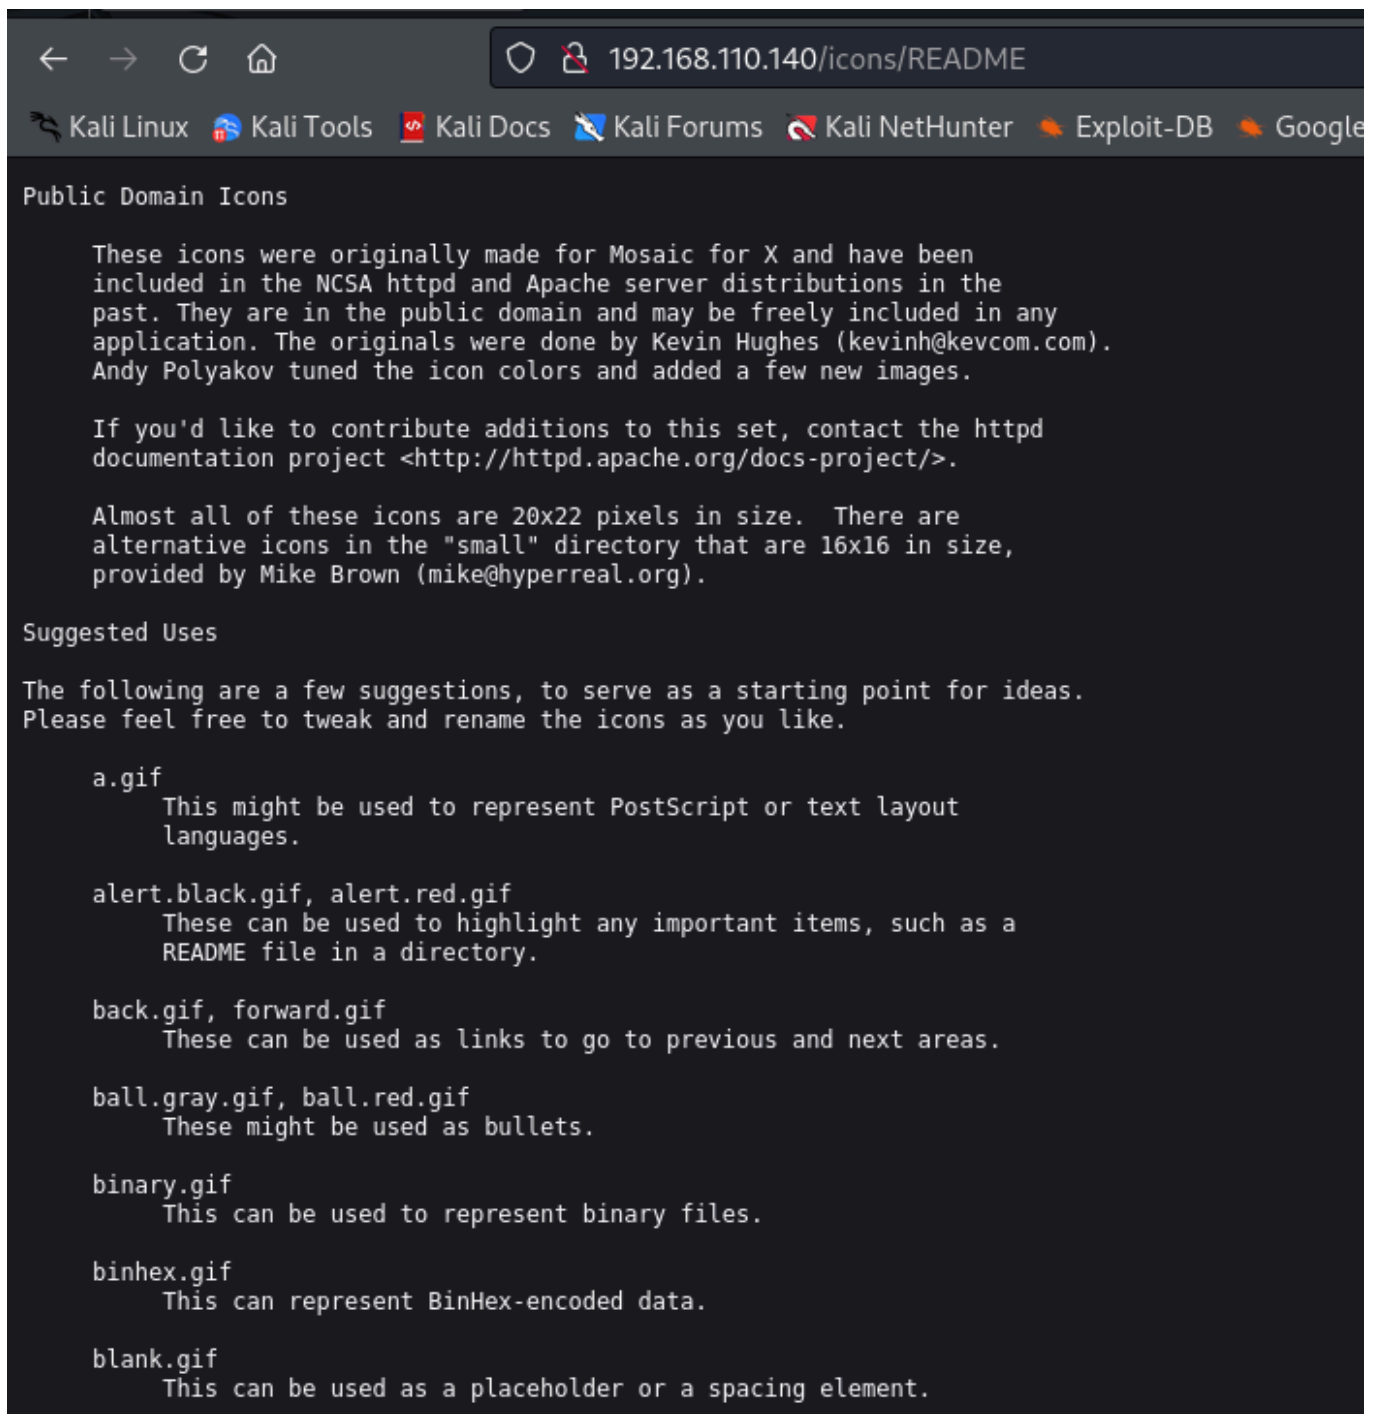 192.168.110.140/icons/README
Kali Linux Kali Tools Kali Docs Kali Forums Kali NetHunter Exploit-DB Google
Public Domain Icons
These icons were originally made for Mosaic for X and have been
included in the NCSA httpd and Apache server distributions in the
past. They are in the public domain and may be freely included in any
application. The originals were done by Kevin Hughes (kevinh@kevcom.com).
Andy Polyakov tuned the icon colors and added a few new images.
If you'd like to contribute additions to this set, contact the httpd
documentation project <http://httpd.apache.org/docs-project/>.
Almost all of these icons are 20x22 pixels in size.  There are
alternative icons in the "small" directory that are 16x16 in size,
provided by Mike Brown (mike@hyperreal.org).
Suggested Uses
The following are a few suggestions, to serve as a starting point for ideas.
Please feel free to tweak and rename the icons as you like.
a.gif
This might be used to represent PostScript or text layout
languages.
alert.black.gif, alert.red.gif
These can be used to highlight any important items, such as a
README file in a directory.
back.gif, forward.gif
These can be used as links to go to previous and next areas.
ball.gray.gif, ball.red.gif
These might be used as bullets.
binary.gif
This can be used to represent binary files.
binhex.gif
This can represent BinHex-encoded data.
blank.gif
This can be used as a placeholder or a spacing element.